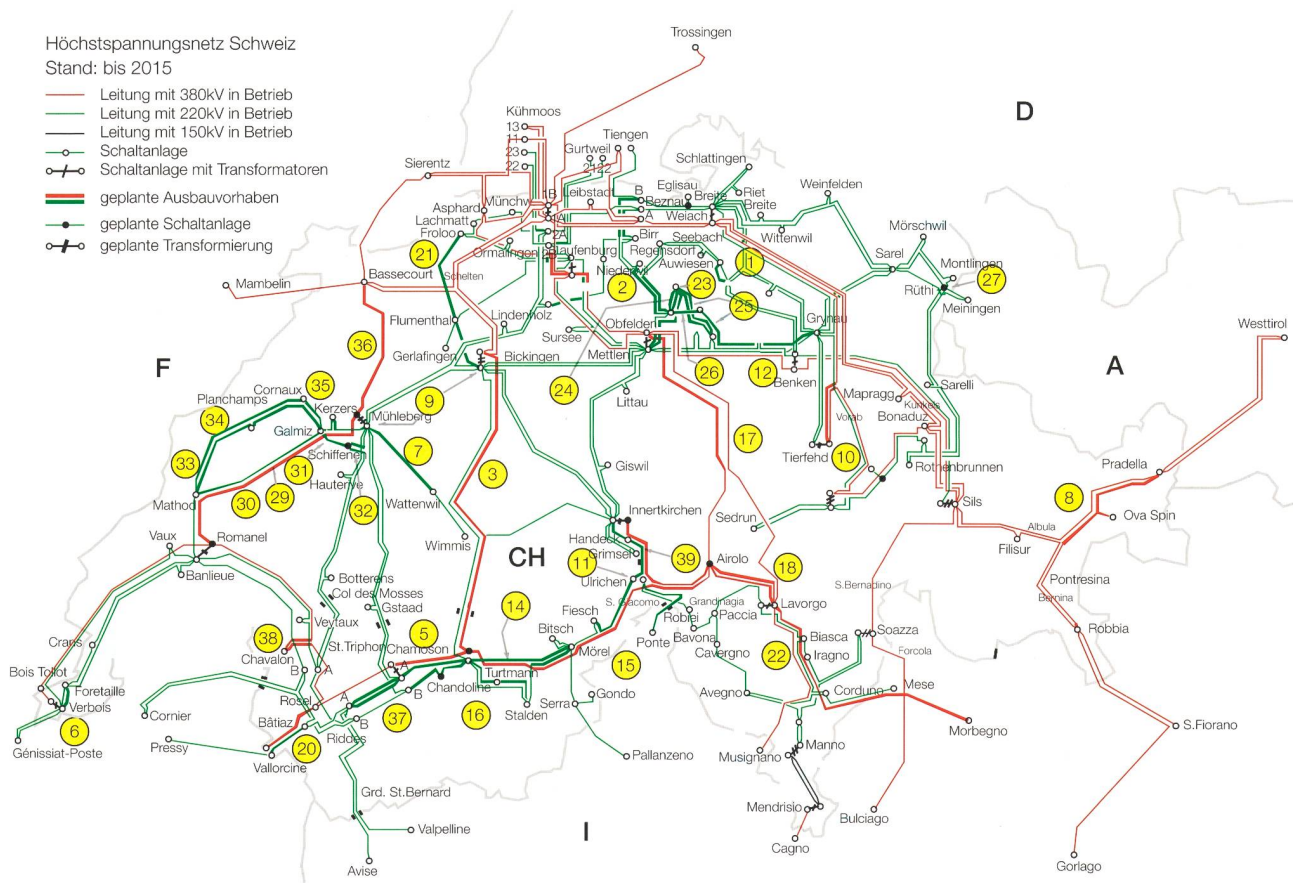 Höchstspannungsnetz Schweiz
Stand: bis 2015
Leitung mit 380kV in Betrieb
Leitung mit 220kV in Betrieb
Leitung mit 150kV in Betrieb
Schaltanlage
Schaltanlage mit Transformatoren
geplante Ausbauvorhaben
geplante Schaltanlage
geplante Transformierung
Trossingen
D
Kühmoos
13
11
23
22
Gurtweil
Tiengen
2122
Schlattingen
Sierentz
Eglisau
Breite
Riet
Breite
Weinfelden
1B
A
Leibstadt
B
Beznau
A
Weiach
Asphard
Münchw.
Lachmatt
Froloo
Wittenwil
Mörschwil
2A
Laufenburg
Birr
Seebach
Regensdorf
Auwiesen
Sarel
Montlingen
Ormalingen
Niederwil
21
1
2
23
27
Rüthi
Meiningen
Bassecourt
Schelten
Mambelin
Flumenthal
Lindenholz
25
Grynau
Westtirol
Gerlafingen
Sursee
Obfelden
Mettlen
Bickingen
36
F
A
24
26
12
Benken
Sarelli
35
9
Cornaux
Planchamps
Kerzers
Mühleberg
Littau
Mapragg
Kunkels
Bonaduz
34
Galmiz
Vorab
17
7
3
Schiffenen
Tierfehd
10
33
31
Giswil
Rothenbrunnen
29
Hauterive
30
32
Wattenwil
Pradella
Mathod
8
Sils
Ova Spin
Innertkirchen
Sedrun
Romanel
Vaux
Wimmis
Handeck
Grimsel
39
Albula
Filisur
CH
Banlieue
Airolo
11
Ulrichen
18
S.Bernadino
Botterens
Col des Mosses
Gstaad
S. Giacomo
Pontresina
Bernina
14
Fiesch
Robiei
Grandinagia
Lavorgo
Paccia
Veytaux
5
Bitsch
Ponte
Bavona
Biasca
Soazza
Robbia
Crans
38
St.Triphon
Chamoson
Mörel
15
Cavergno
22
Iragno
Forcola
Chavalon
A
B
A
Bois Tollot
Foretaille
Verbois
Rosel
B
Chandoline
Turtmann
Gondo
Avegno
Corduno
Mese
A
Serra
Cornier
Bâtiaz
B
37
16
Stalden
S.Fiorano
6
Riddes
Morbegno
Génissiat-Poste
Pressy
20
Pallanzeno
Musignano
Manno
Vallorcine
Grd. St.Bernard
Mendrisio
Bulciago
Valpelline
I
Cagno
Avise
Gorlago